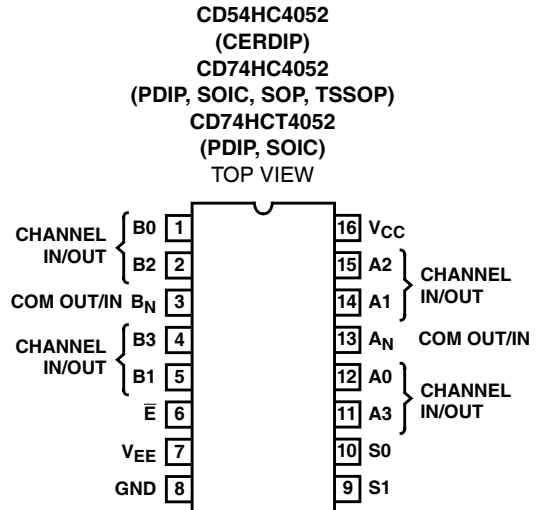 CD54HC4052
(CERDIP)
CD74HC4052
(PDIP, SOIC, SOP, TSSOP)
CD74HCT4052
(PDIP, SOIC)
TOP VIEW
CHANNEL IN/OUT B0 1
B2 2
COM OUT/IN BN 3
CHANNEL IN/OUT B3 4
B1 5
E̅ 6
VEE 7
GND 8
16 VCC
15 A2 CHANNEL IN/OUT
14 A1
13 AN COM OUT/IN
12 A0 CHANNEL IN/OUT
11 A3
10 S0
9 S1